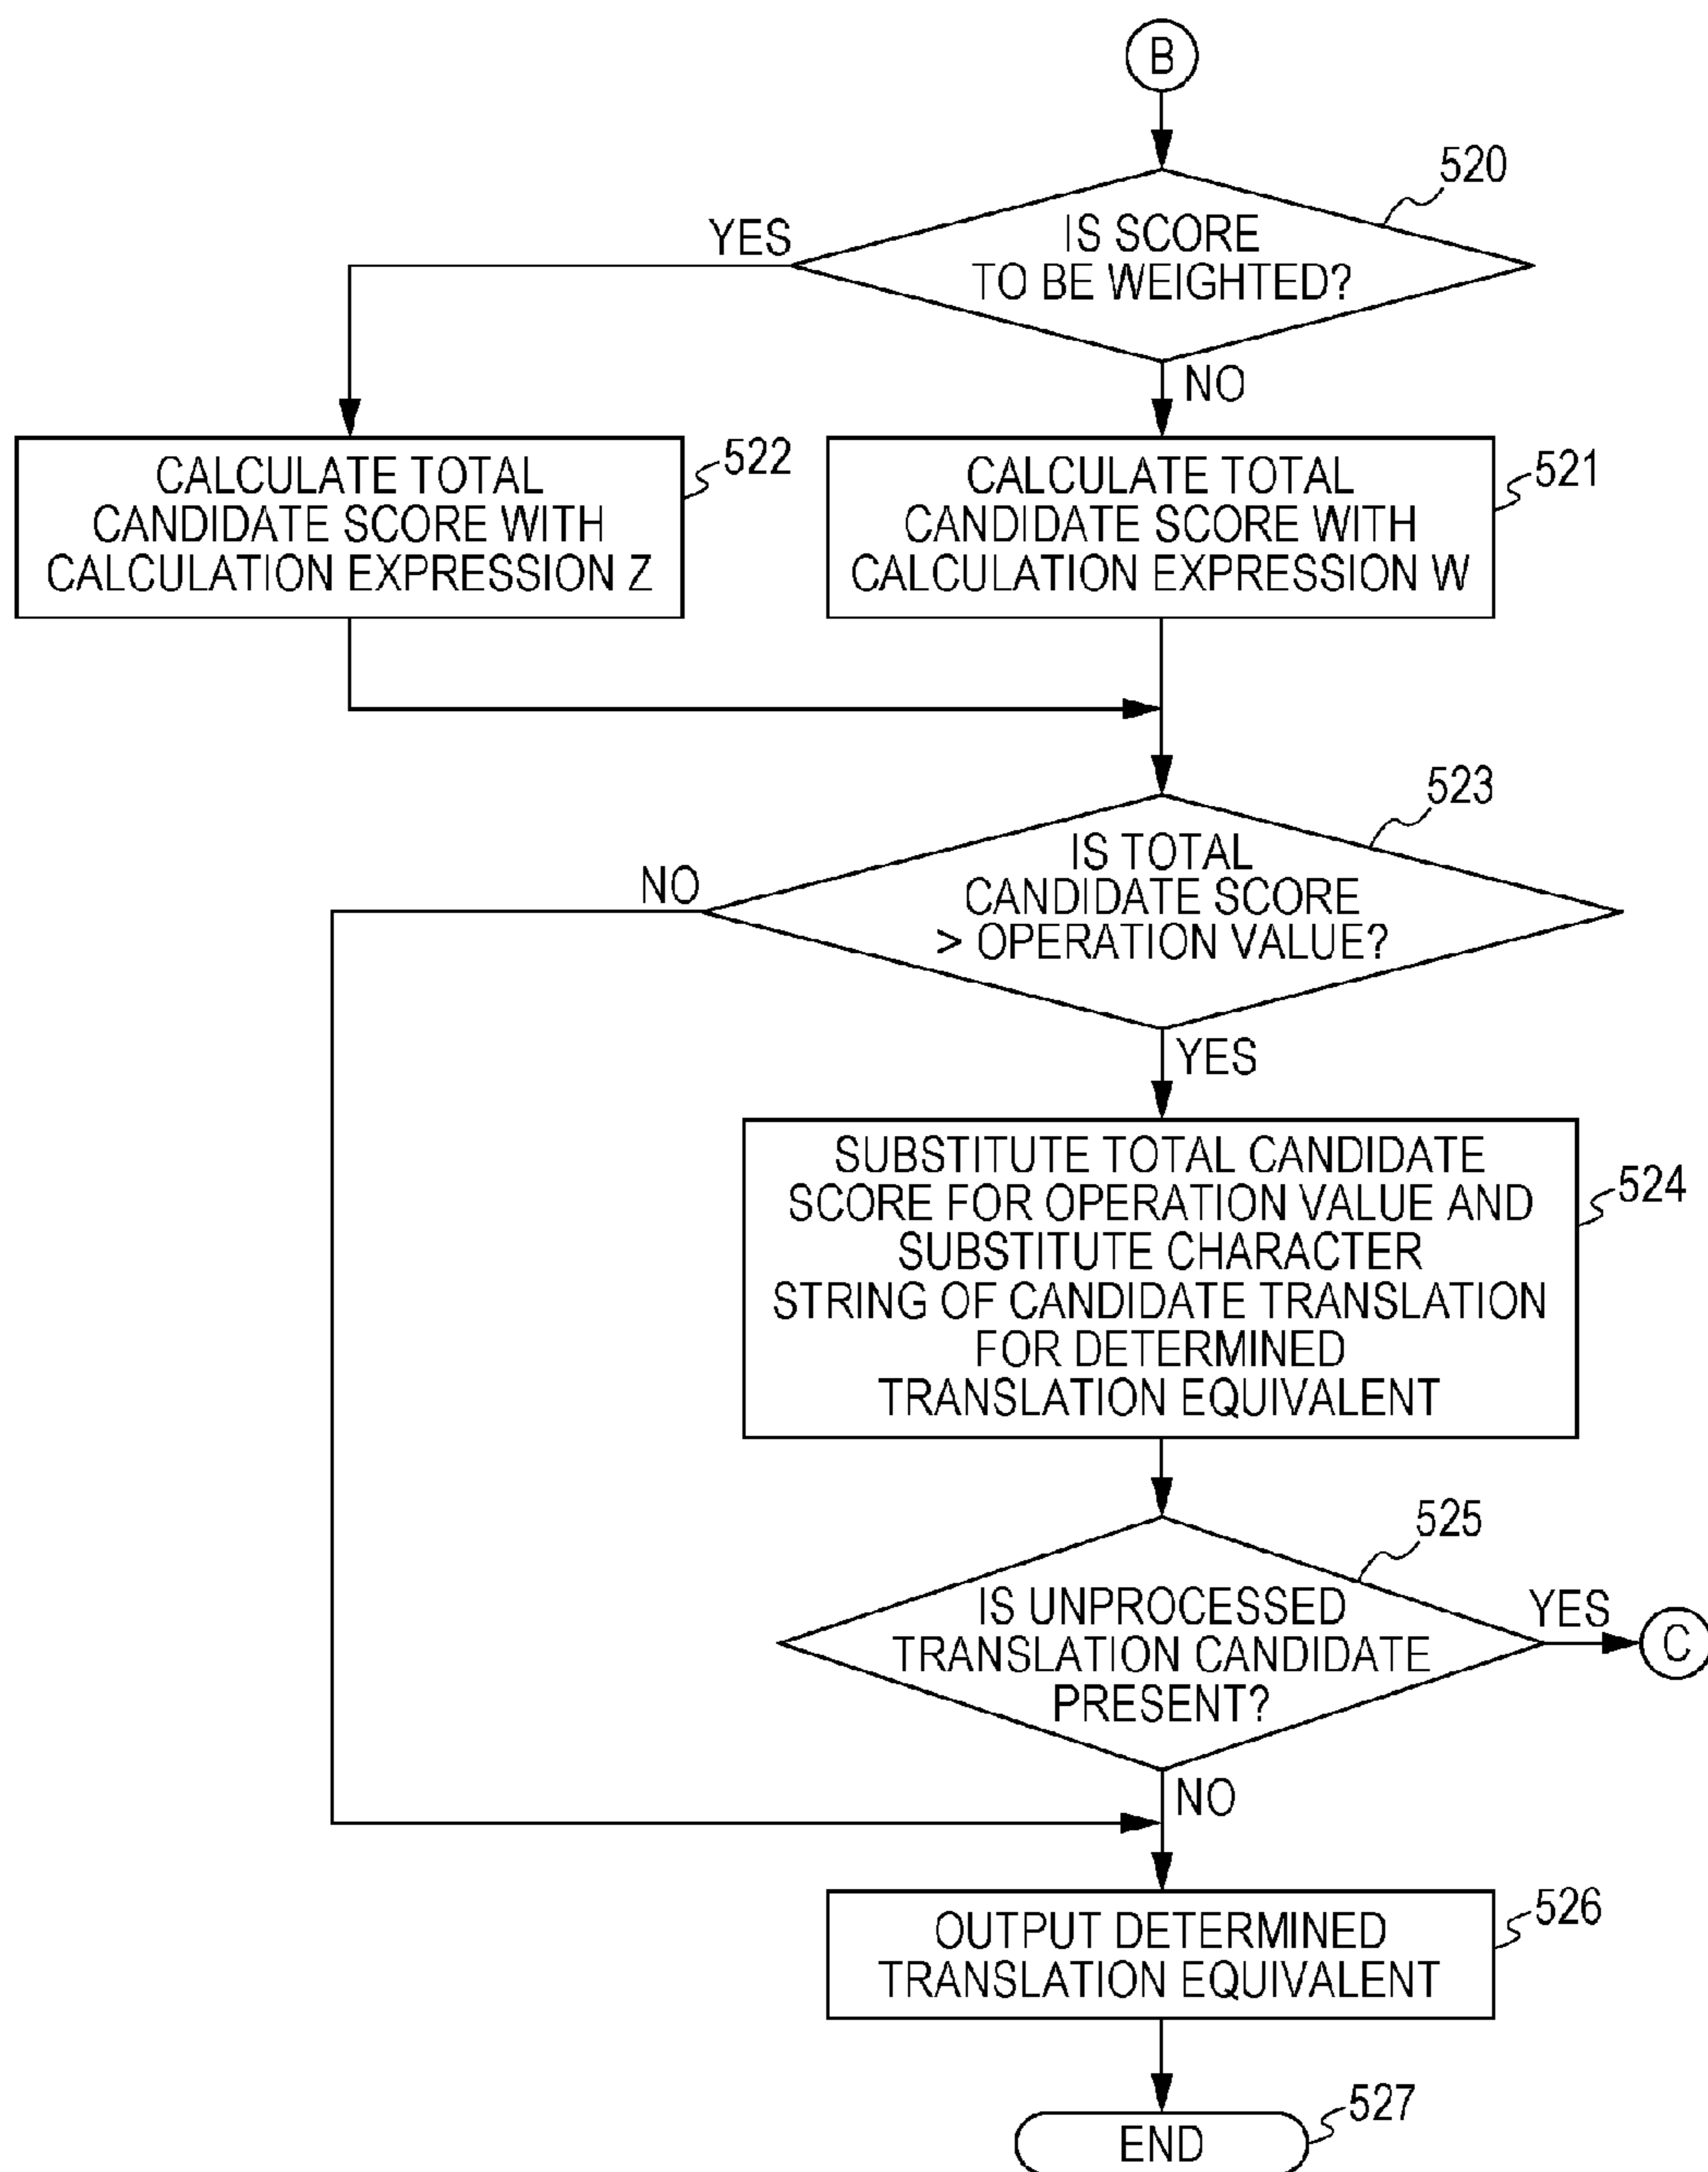 B
520
IS SCORE
TO BE WEIGHTED?
YES
NO
CALCULATE TOTAL
CANDIDATE SCORE WITH
CALCULATION EXPRESSION Z
522
CALCULATE TOTAL
CANDIDATE SCORE WITH
CALCULATION EXPRESSION W
521
523
IS TOTAL
CANDIDATE SCORE
> OPERATION VALUE?
NO
YES
SUBSTITUTE TOTAL CANDIDATE
SCORE FOR OPERATION VALUE AND
SUBSTITUTE CHARACTER
STRING OF CANDIDATE TRANSLATION
FOR DETERMINED
TRANSLATION EQUIVALENT
524
525
IS UNPROCESSED
TRANSLATION CANDIDATE
PRESENT?
YES
C
NO
OUTPUT DETERMINED
TRANSLATION EQUIVALENT
526
END
527